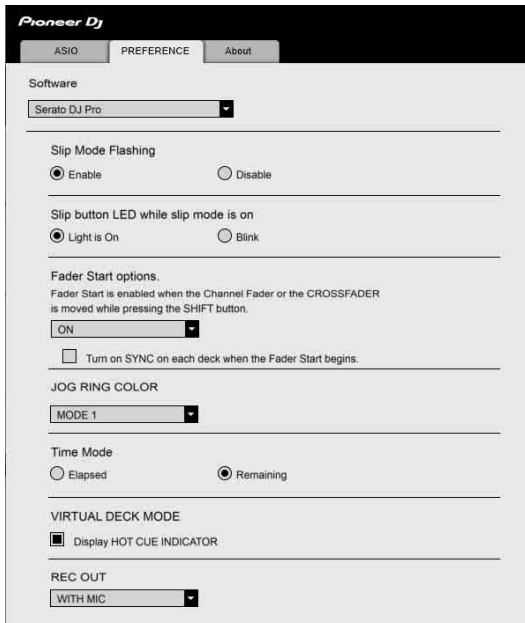 Pioneer Dj
ASIO PREFERENCE About
Software
Serato DJ Pro
Slip Mode Flashing
Enable Disable
Slip button LED while slip mode is on
Light is On Blink
Fader Start options.
Fader Start is enabled when the Channel Fader or the CROSSFADER
is moved while pressing the SHIFT button.
ON
Turn on SYNC on each deck when the Fader Start begins.
JOG RING COLOR
MODE 1
Time Mode
Elapsed Remaining
VIRTUAL DECK MODE
Display HOT CUE INDICATOR
REC OUT
WITH MIC